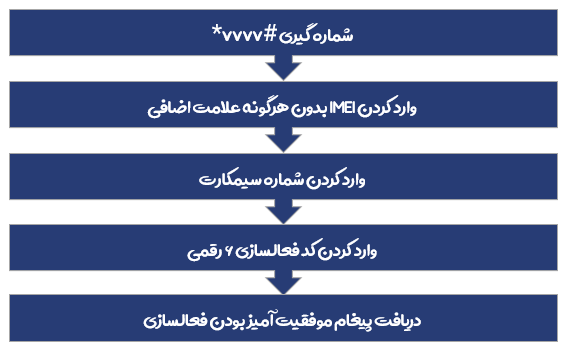 شماره گیری #۷۷۷۷*
وارد کردن IMEI بدون هرگونه علامت اضافی
وارد کردن شماره سیمکارت
وارد کردن کد فعالسازی ۶ رقمی
دریافت پیغام موفقیت آمیز بودن فعالسازی